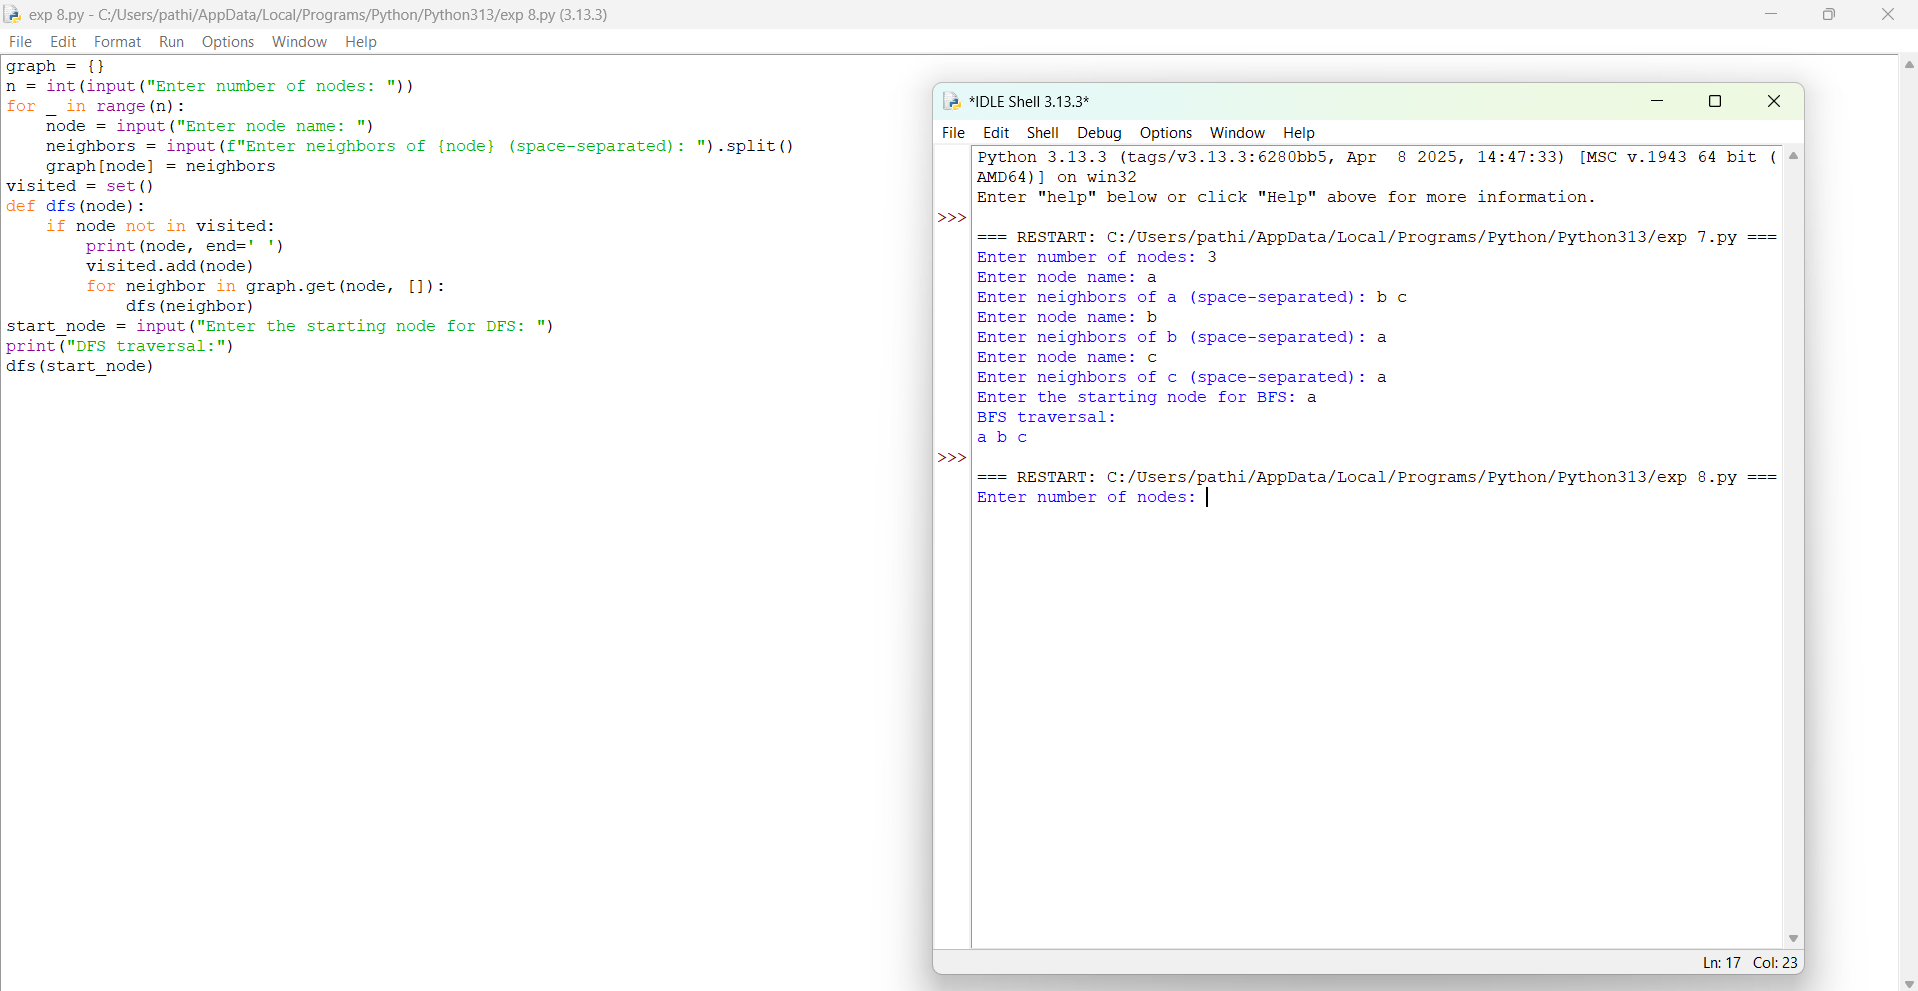 exp 8.py - C:/Users/pathi/AppData/Local/Programs/Python/Python313/exp 8.py (3.13.3)
File Edit Format Run Options Window Help
graph = {}
n = int(input("Enter number of nodes: "))
for _ in range(n):
    node = input("Enter node name: ")
    neighbors = input(f"Enter neighbors of {node} (space-separated): ").split()
    graph[node] = neighbors
visited = set()
def dfs(node):
    if node not in visited:
        print(node, end=' ')
        visited.add(node)
        for neighbor in graph.get(node, []):
            dfs(neighbor)
start_node = input("Enter the starting node for DFS: ")
print("DFS traversal:")
dfs(start_node)
*IDLE Shell 3.13.3*
File Edit Shell Debug Options Window Help
Python 3.13.3 (tags/v3.13.3:6280bb5, Apr  8 2025, 14:47:33) [MSC v.1943 64 bit (
AMD64)] on win32
Enter "help" below or click "Help" above for more information.
>>>
=== RESTART: C:/Users/pathi/AppData/Local/Programs/Python/Python313/exp 7.py ===
Enter number of nodes: 3
Enter node name: a
Enter neighbors of a (space-separated): b c
Enter node name: b
Enter neighbors of b (space-separated): a
Enter node name: c
Enter neighbors of c (space-separated): a
Enter the starting node for BFS: a
BFS traversal:
a b c
>>>
=== RESTART: C:/Users/pathi/AppData/Local/Programs/Python/Python313/exp 8.py ===
Enter number of nodes:
Ln: 17 Col: 23